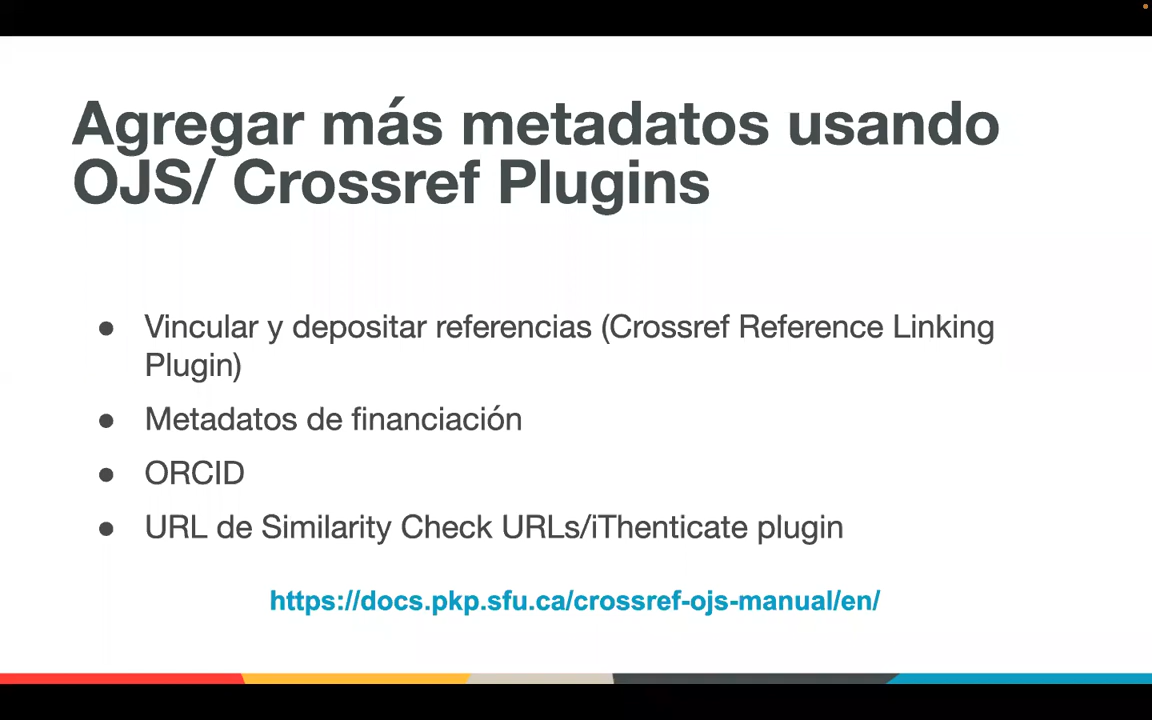 Agregar más metadatos usando
OJS/ Crossref Plugins
● Vincular y depositar referencias (Crossref Reference Linking
Plugin)
● Metadatos de financiación
● ORCID
● URL de Similarity Check URLs/iThenticate plugin
https://docs.pkp.sfu.ca/crossref-ojs-manual/en/